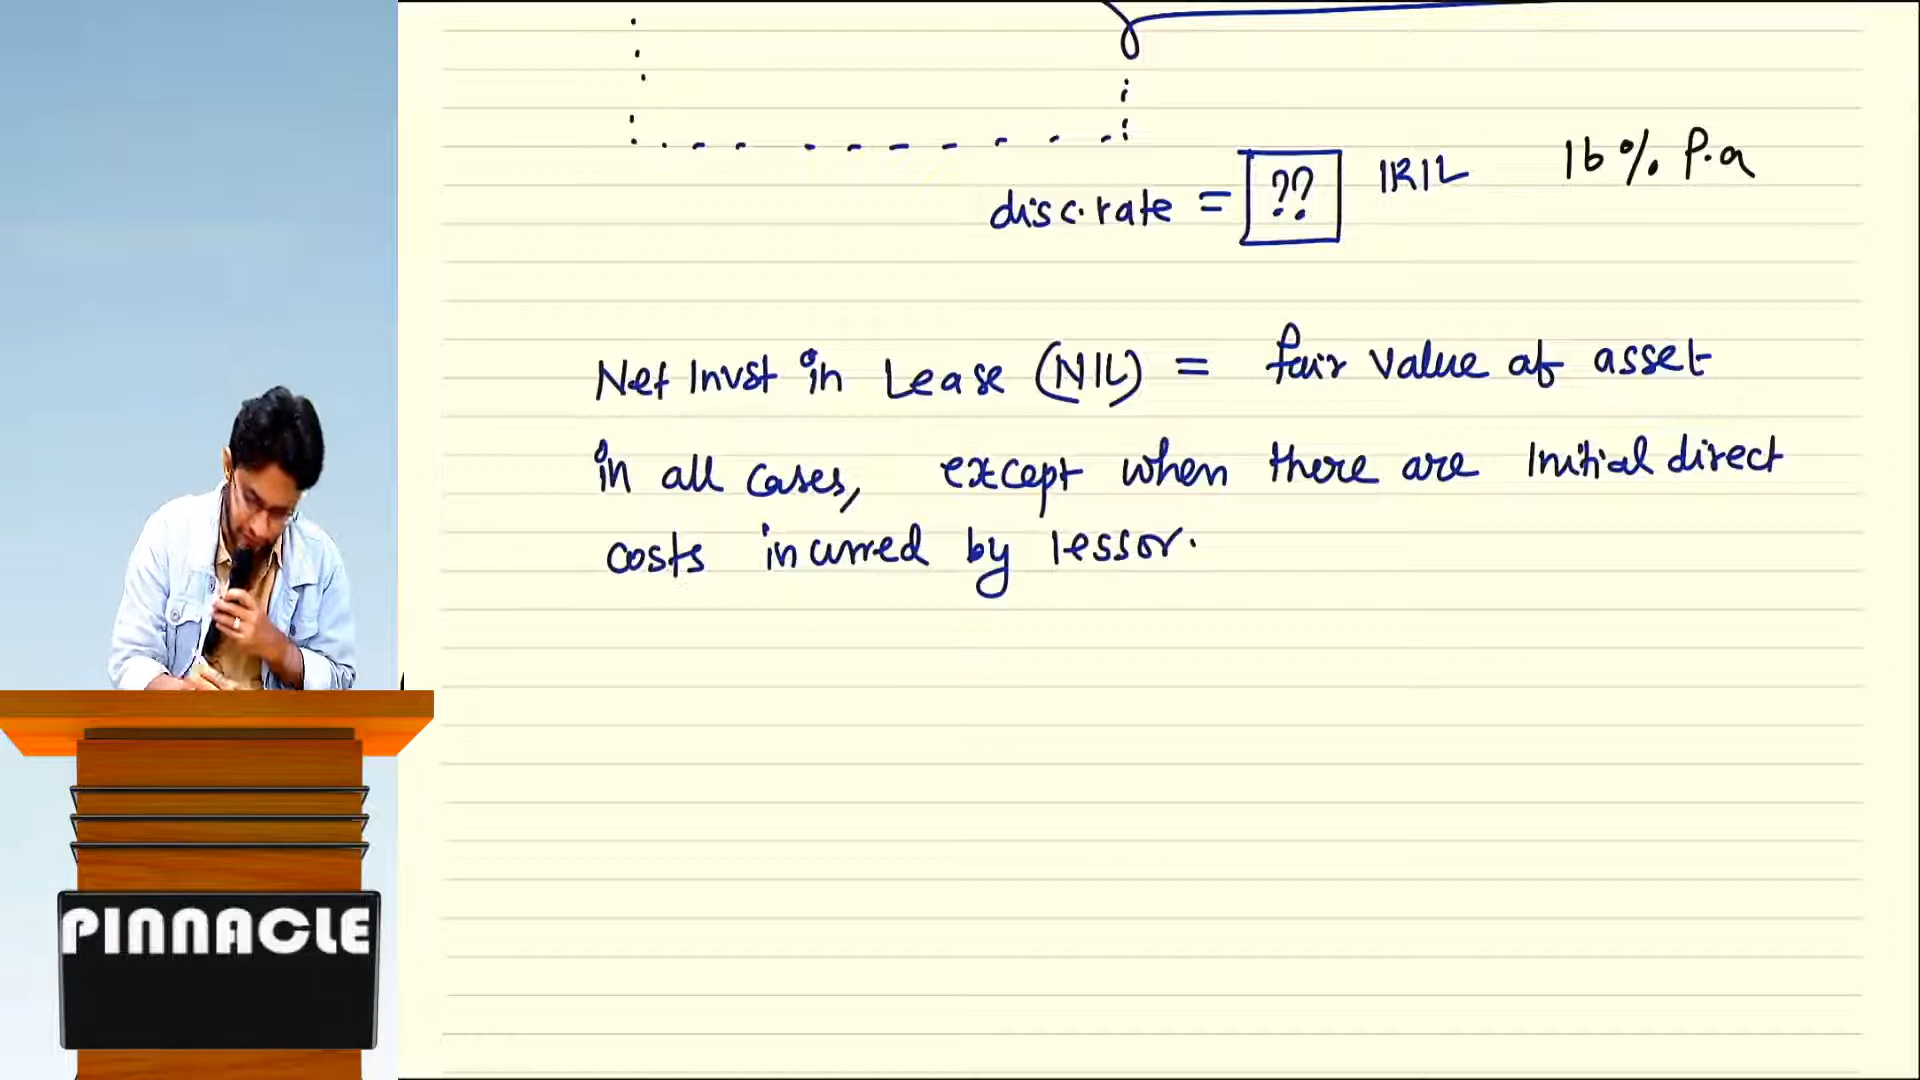 disc. rate = ?? IRIL 16% P.a
Net Invst in Lease (NIL) = fair value of asset
in all cases, except when there are Initial direct
costs incurred by lessor.
PINNACLE